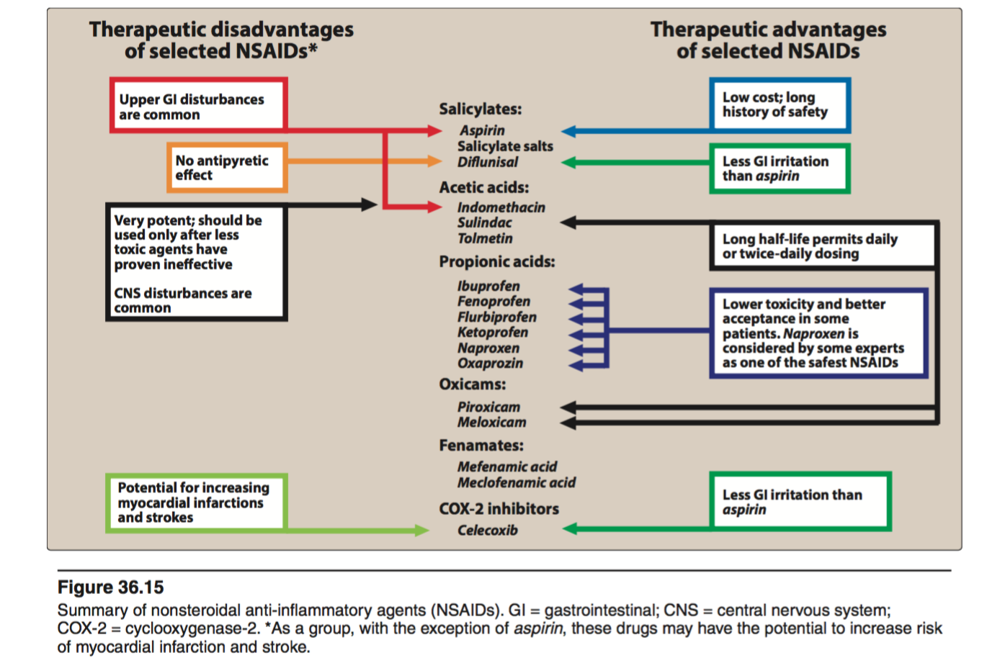 Therapeutic disadvantages
of selected NSAIDs*
Therapeutic advantages
of selected NSAIDs
Upper GI disturbances
are common
No antipyretic
effect
Very potent; should be
used only after less
toxic agents have
proven ineffective
CNS disturbances are
common
Potential for increasing
myocardial infarctions
and strokes
Salicylates:
Aspirin
Salicylate salts
Diflunisal
Acetic acids:
Indomethacin
Sulindac
Tolmetin
Propionic acids:
Ibuprofen
Fenoprofen
Flurbiprofen
Ketoprofen
Naproxen
Oxaprozin
Oxicams:
Piroxicam
Meloxicam
Fenamates:
Mefenamic acid
Meclofenamic acid
COX-2 inhibitors
Celecoxib
Low cost; long
history of safety
Less GI irritation
than aspirin
Long half-life permits daily
or twice-daily dosing
Lower toxicity and better
acceptance in some
patients. Naproxen is
considered by some experts
as one of the safest NSAIDs
Less GI irritation than
aspirin
Figure 36.15
Summary of nonsteroidal anti-inflammatory agents (NSAIDs). GI = gastrointestinal; CNS = central nervous system;
COX-2 = cyclooxygenase-2. *As a group, with the exception of aspirin, these drugs may have the potential to increase risk
of myocardial infarction and stroke.